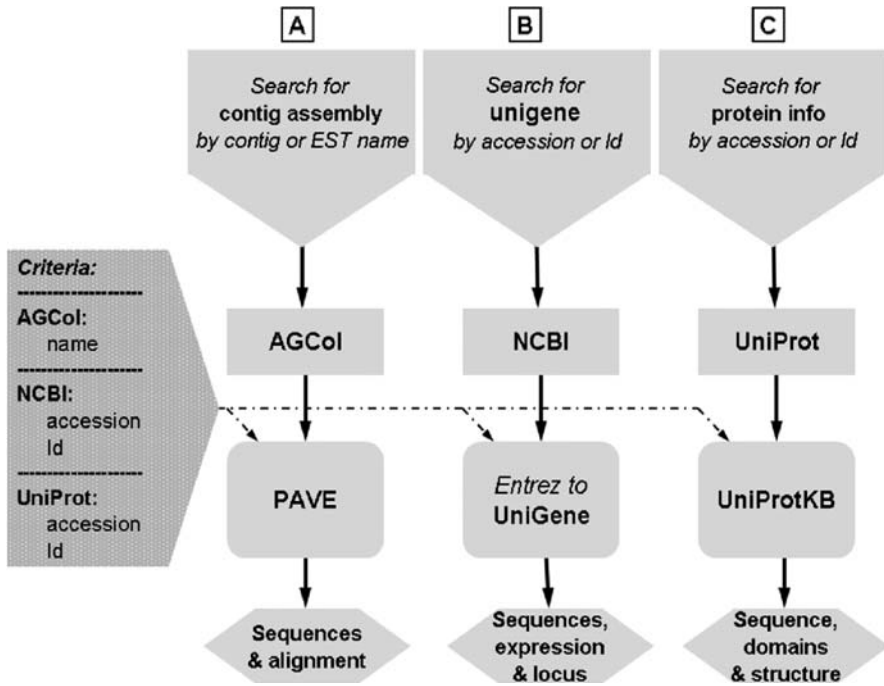 A
B
C
Search for
contig assembly
by contig or EST name
Search for
unigene
by accession or Id
Search for
protein info
by accession or Id
Criteria:
---------------------
AGCol:
name
---------------------
NCBI:
accession
Id
---------------------
UniProt:
accession
Id
AGCol
NCBI
UniProt
PAVE
Entrez to
UniGene
UniProtKB
Sequences
& alignment
Sequences,
expression
& locus
Sequence,
domains
& structure